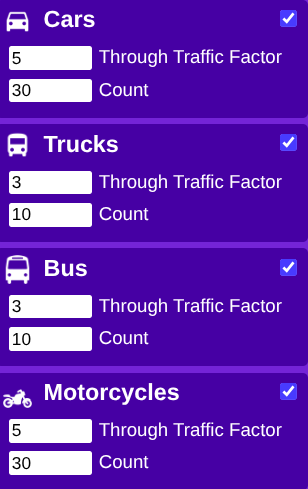 Cars
5 Through Traffic Factor
30 Count
Trucks
3 Through Traffic Factor
10 Count
Bus
3 Through Traffic Factor
10 Count
Motorcycles
5 Through Traffic Factor
30 Count